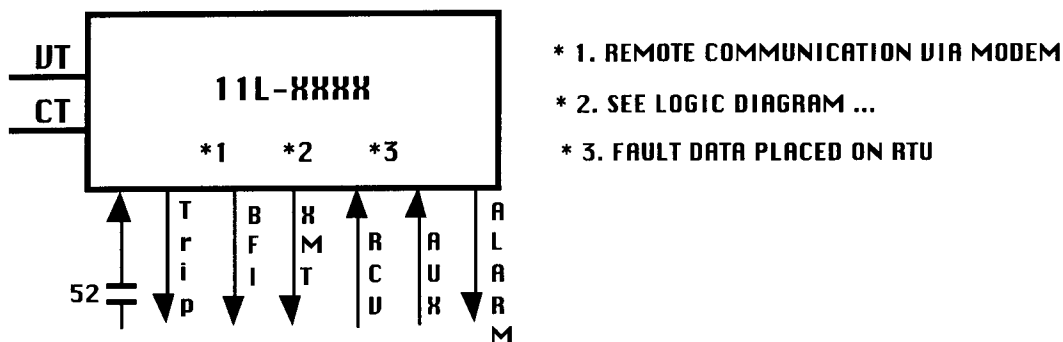 VT
CT
11L-XXXX
*1 *2 *3
52
Trip
BFI
XMT
RCV
AUX
ALARM
* 1. REMOTE COMMUNICATION VIA MODEM
* 2. SEE LOGIC DIAGRAM ...
* 3. FAULT DATA PLACED ON RTU